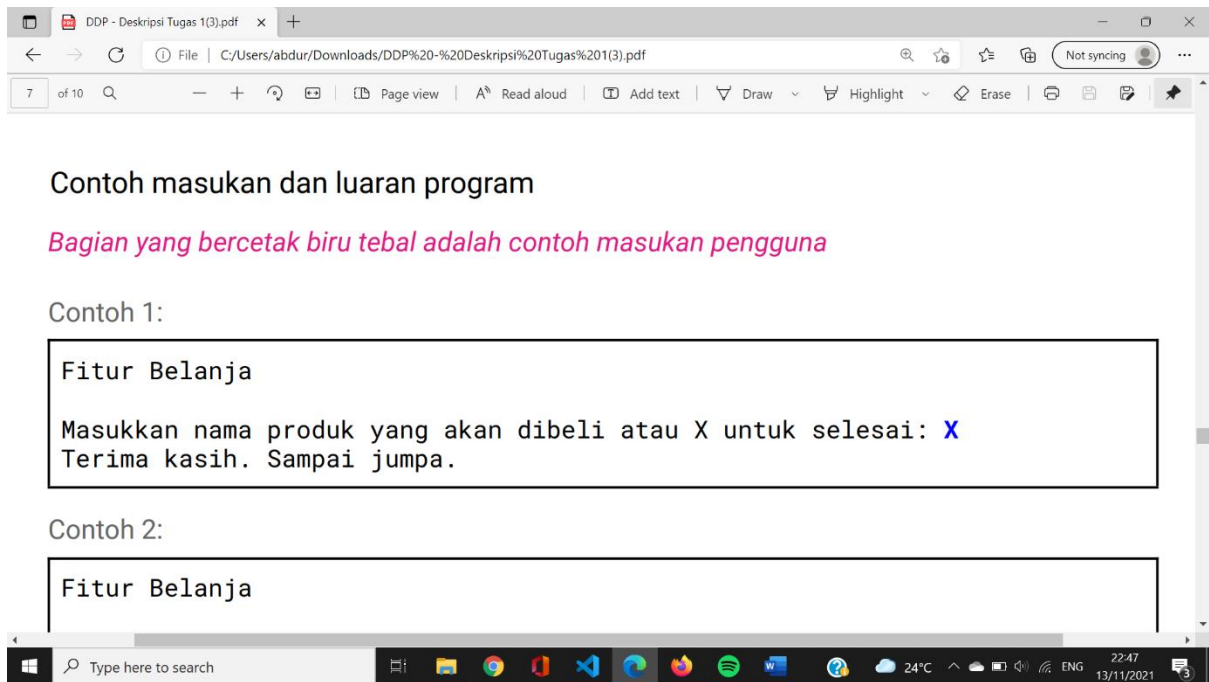 DDP - Deskripsi Tugas 1(3).pdf
File | C:/Users/abdur/Downloads/DDP%20-%20Deskripsi%20Tugas%201(3).pdf
Not syncing
7 of 10 Page view Read aloud Add text Draw Highlight Erase
Contoh masukan dan luaran program
Bagian yang bercetak biru tebal adalah contoh masukan pengguna
Contoh 1:
Fitur Belanja
Masukkan nama produk yang akan dibeli atau X untuk selesai: X
Terima kasih. Sampai jumpa.
Contoh 2:
Fitur Belanja
Type here to search 24°C ENG 22:47
13/11/2021 3